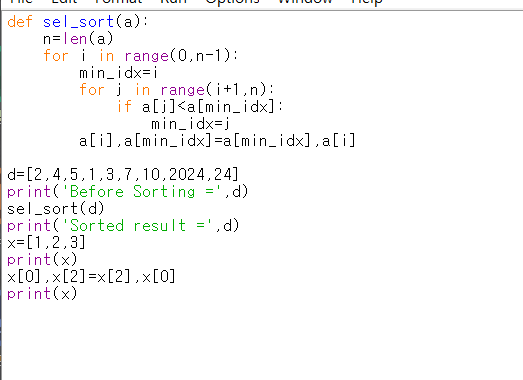 File Edit Format Run Options Window Help
def sel_sort(a):
    n=len(a)
    for i in range(0,n-1):
        min_idx=i
        for j in range(i+1,n):
            if a[j]<a[min_idx]:
                min_idx=j
        a[i],a[min_idx]=a[min_idx],a[i]

d=[2,4,5,1,3,7,10,2024,24]
print('Before Sorting =',d)
sel_sort(d)
print('Sorted result =',d)
x=[1,2,3]
print(x)
x[0],x[2]=x[2],x[0]
print(x)